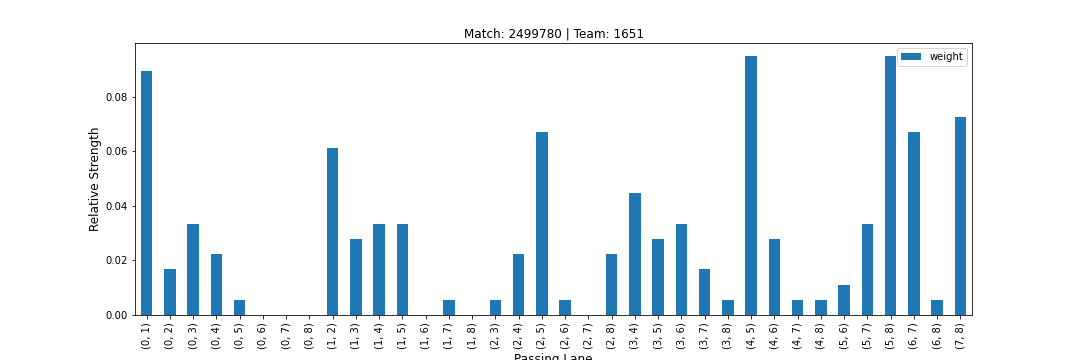 Match: 2499780 | Team: 1651
weight
Relative Strength
0.08
0.06
0.04
0.02
0.00
(0, 1) (0, 2) (0, 3) (0, 4) (0, 5) (0, 6) (0, 7) (0, 8) (1, 2) (1, 3) (1, 4) (1, 5) (1, 6) (1, 7) (1, 8) (2, 3) (2, 4) (2, 5) (2, 6) (2, 7) (2, 8) (3, 4) (3, 5) (3, 6) (3, 7) (3, 8) (4, 5) (4, 6) (4, 7) (4, 8) (5, 6) (5, 7) (5, 8) (6, 7) (6, 8) (7, 8)
Passing Lane